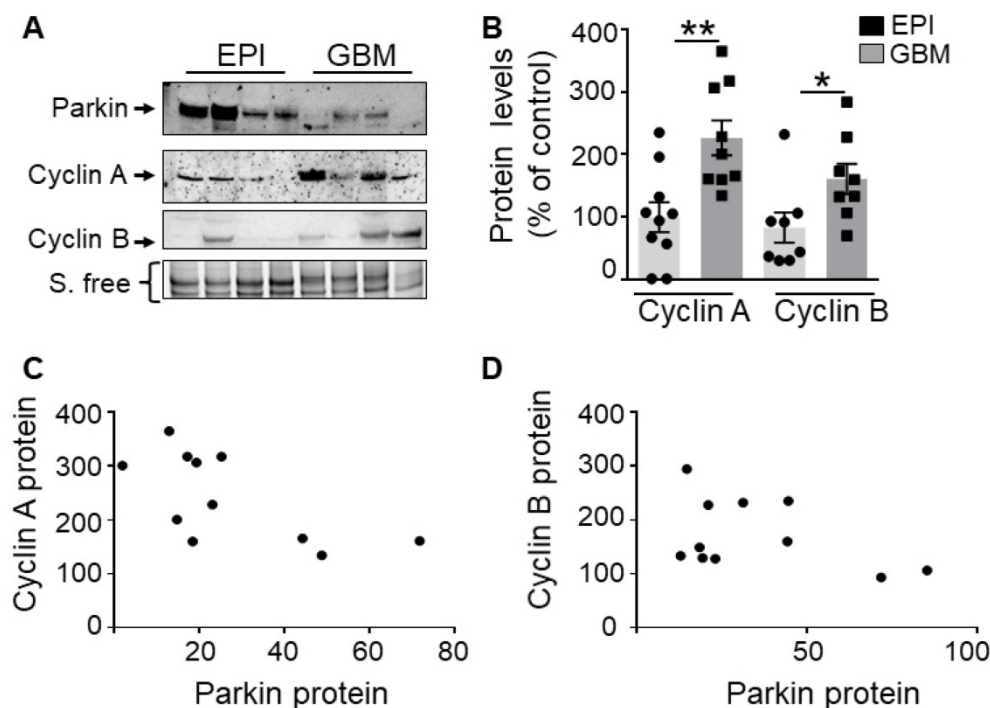 A
EPI GBM
Parkin
Cyclin A
Cyclin B
S. free
B
EPI
GBM
Protein levels
(% of control)
400
300
200
100
0
** *
Cyclin A Cyclin B
C
Cyclin A protein
400
300
200
100
0
20 40 60 80
Parkin protein
D
Cyclin B protein
400
300
200
100
0
50 100
Parkin protein